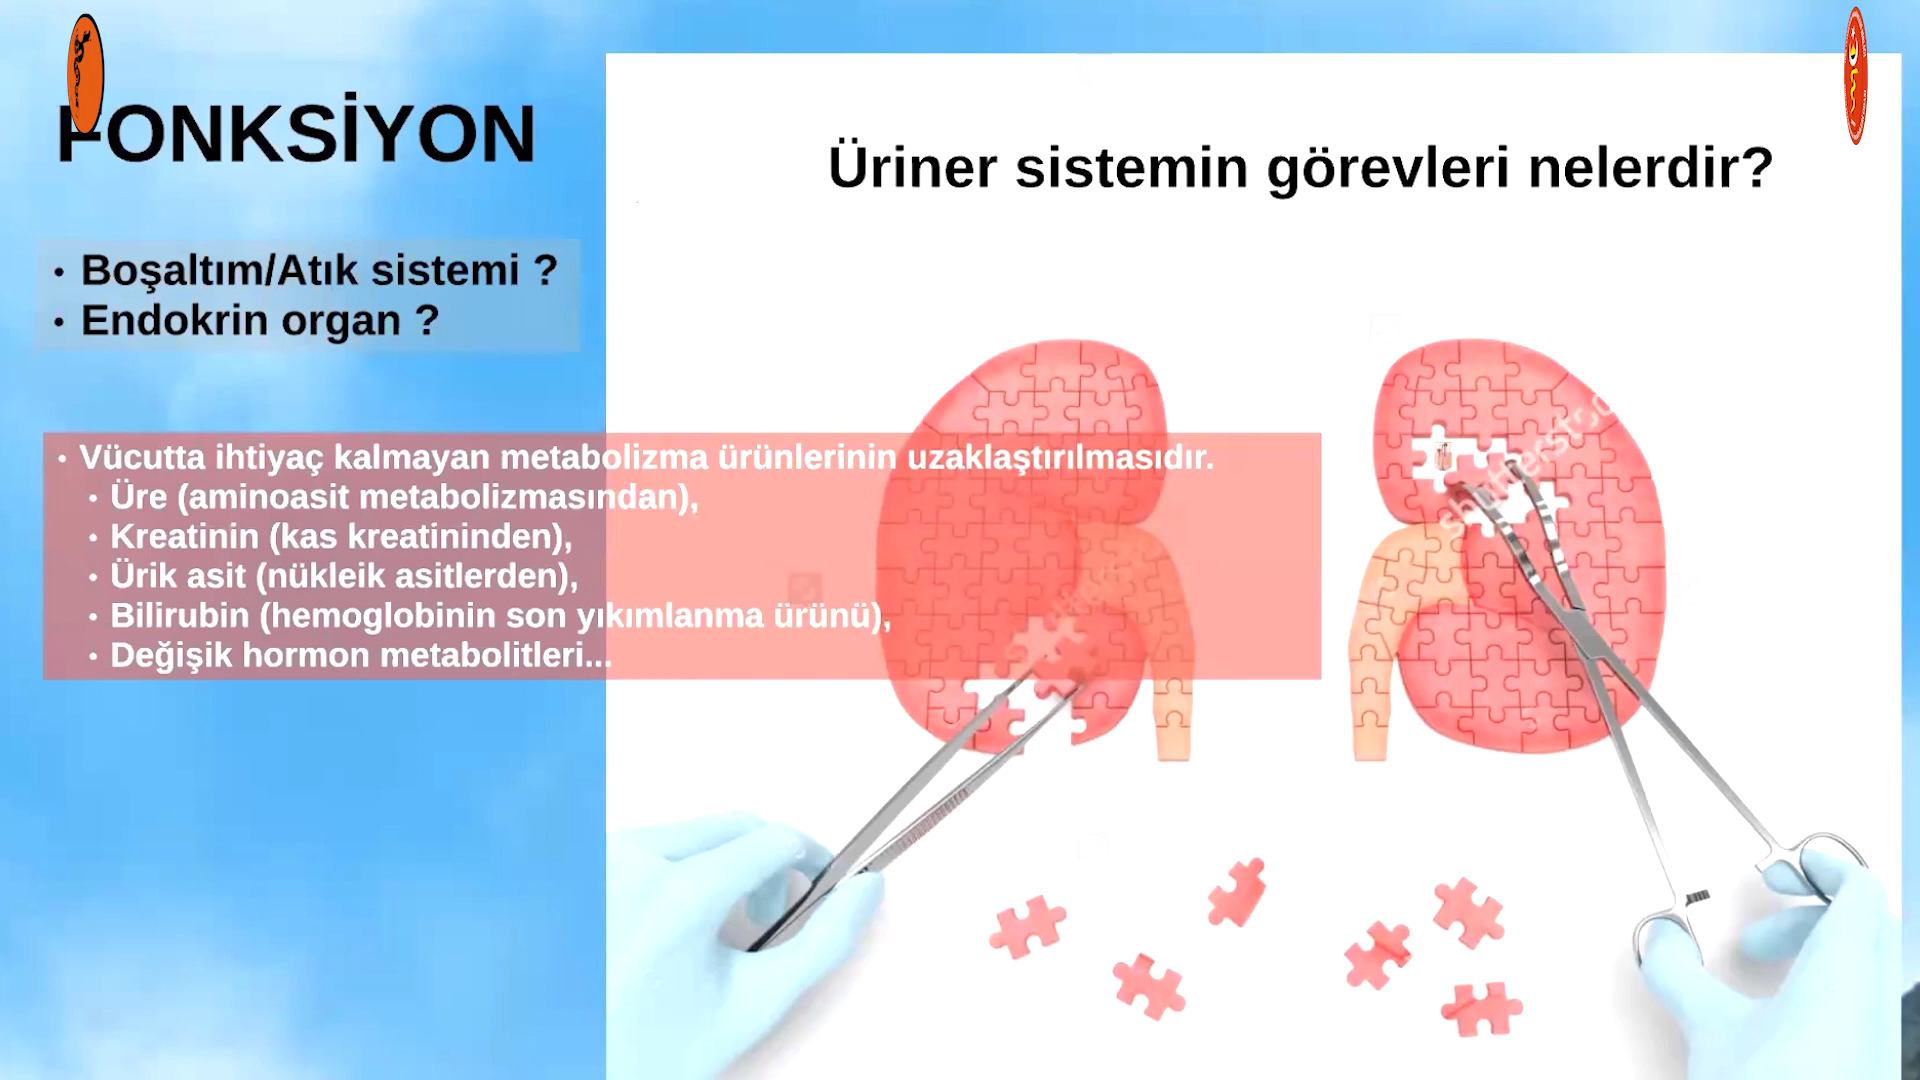 FONKSİYON
Üriner sistemin görevleri nelerdir?
• Boşaltım/Atık sistemi ?
• Endokrin organ ?
• Vücutta ihtiyaç kalmayan metabolizma ürünlerinin uzaklaştırılmasıdır.
• Üre (aminoasit metabolizmasından),
• Kreatinin (kas kreatininden),
• Ürik asit (nükleik asitlerden),
• Bilirubin (hemoglobinin son yıkımlanma ürünü),
• Değişik hormon metabolitleri...